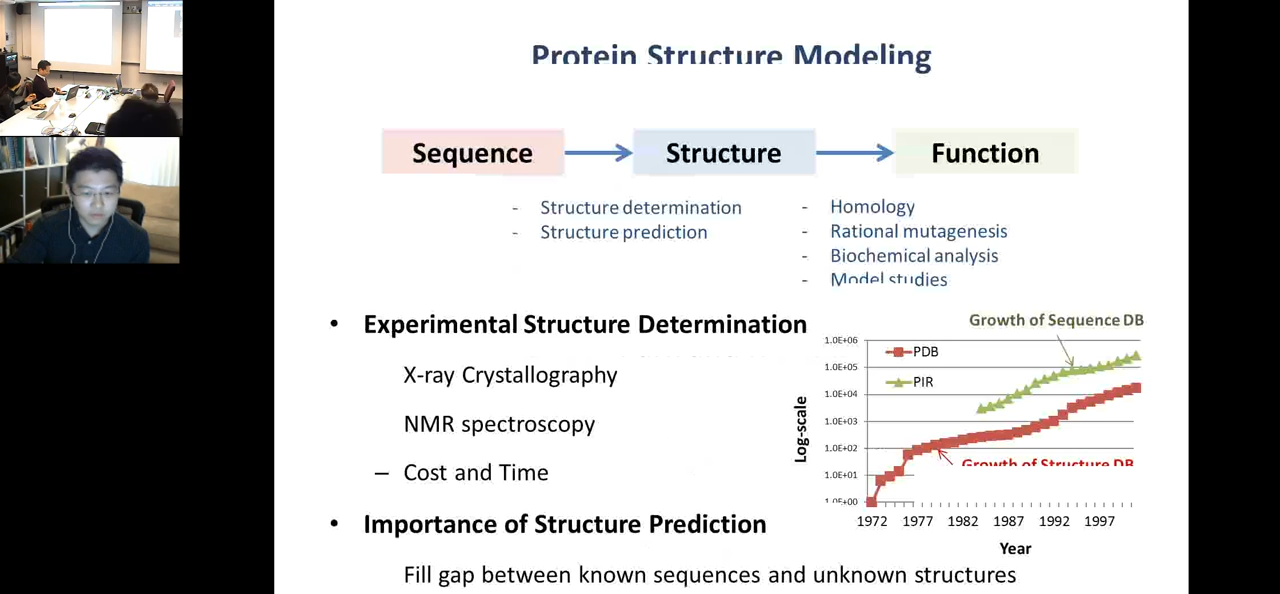 Protein Structure Modeling
Sequence
Structure
Function
- Structure determination
- Structure prediction
- Homology
- Rational mutagenesis
- Biochemical analysis
- Model studies
• Experimental Structure Determination
X-ray Crystallography
NMR spectroscopy
– Cost and Time
• Importance of Structure Prediction
Fill gap between known sequences and unknown structures
Growth of Sequence DB
1.0E+06
1.0E+05
1.0E+04
1.0E+03
1.0E+02
1.0E+01
1.0E+00
PDB
PIR
Log-scale
Growth of Structure DB
1972 1977 1982 1987 1992 1997
Year